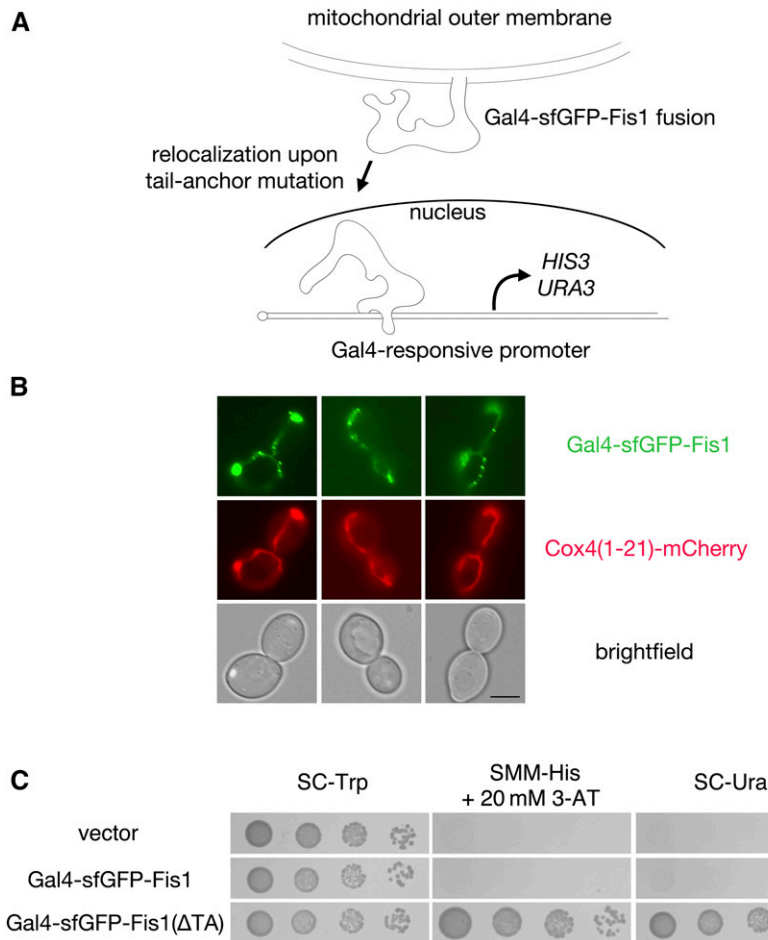 A
mitochondrial outer membrane
Gal4-sfGFP-Fis1 fusion
relocalization upon
tail-anchor mutation
nucleus
HIS3
URA3
Gal4-responsive promoter
B
Gal4-sfGFP-Fis1
Cox4(1-21)-mCherry
brightfield
C
SC-Trp
SMM-His
+ 20 mM 3-AT
SC-Ura
vector
Gal4-sfGFP-Fis1
Gal4-sfGFP-Fis1(ΔTA)